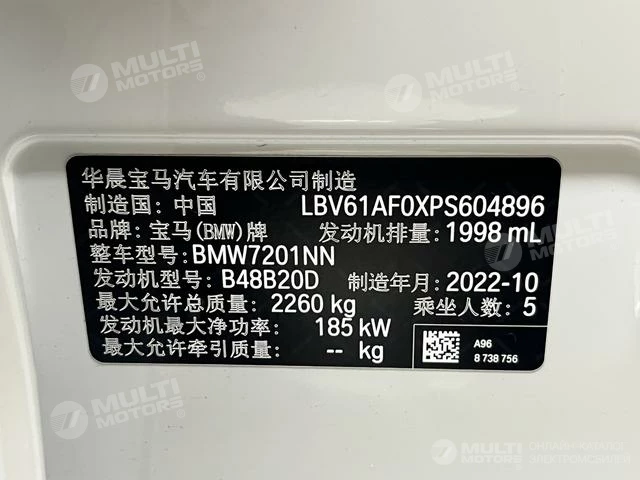 MULTI
MOTORS
MULTI
MOTORS
华晨宝马汽车有限公司制造
制造国：中国 LBV61AF0XPS604896
品牌：宝马(BMW)牌 发动机排量：1998 mL
整车型号：BMW7201NN
发动机型号：B48B20D 制造年月：2022-10
最大允许总质量：2260 kg 乘坐人数：5
发动机最大净功率：185 kW
最大允许牵引质量：-- kg
A96
8 738 756
MULTI
MOTORS
MULTI
MOTORS
ОНЛАЙН-КАТАЛОГ
ЭЛЕКТРОМОБИЛЕЙ